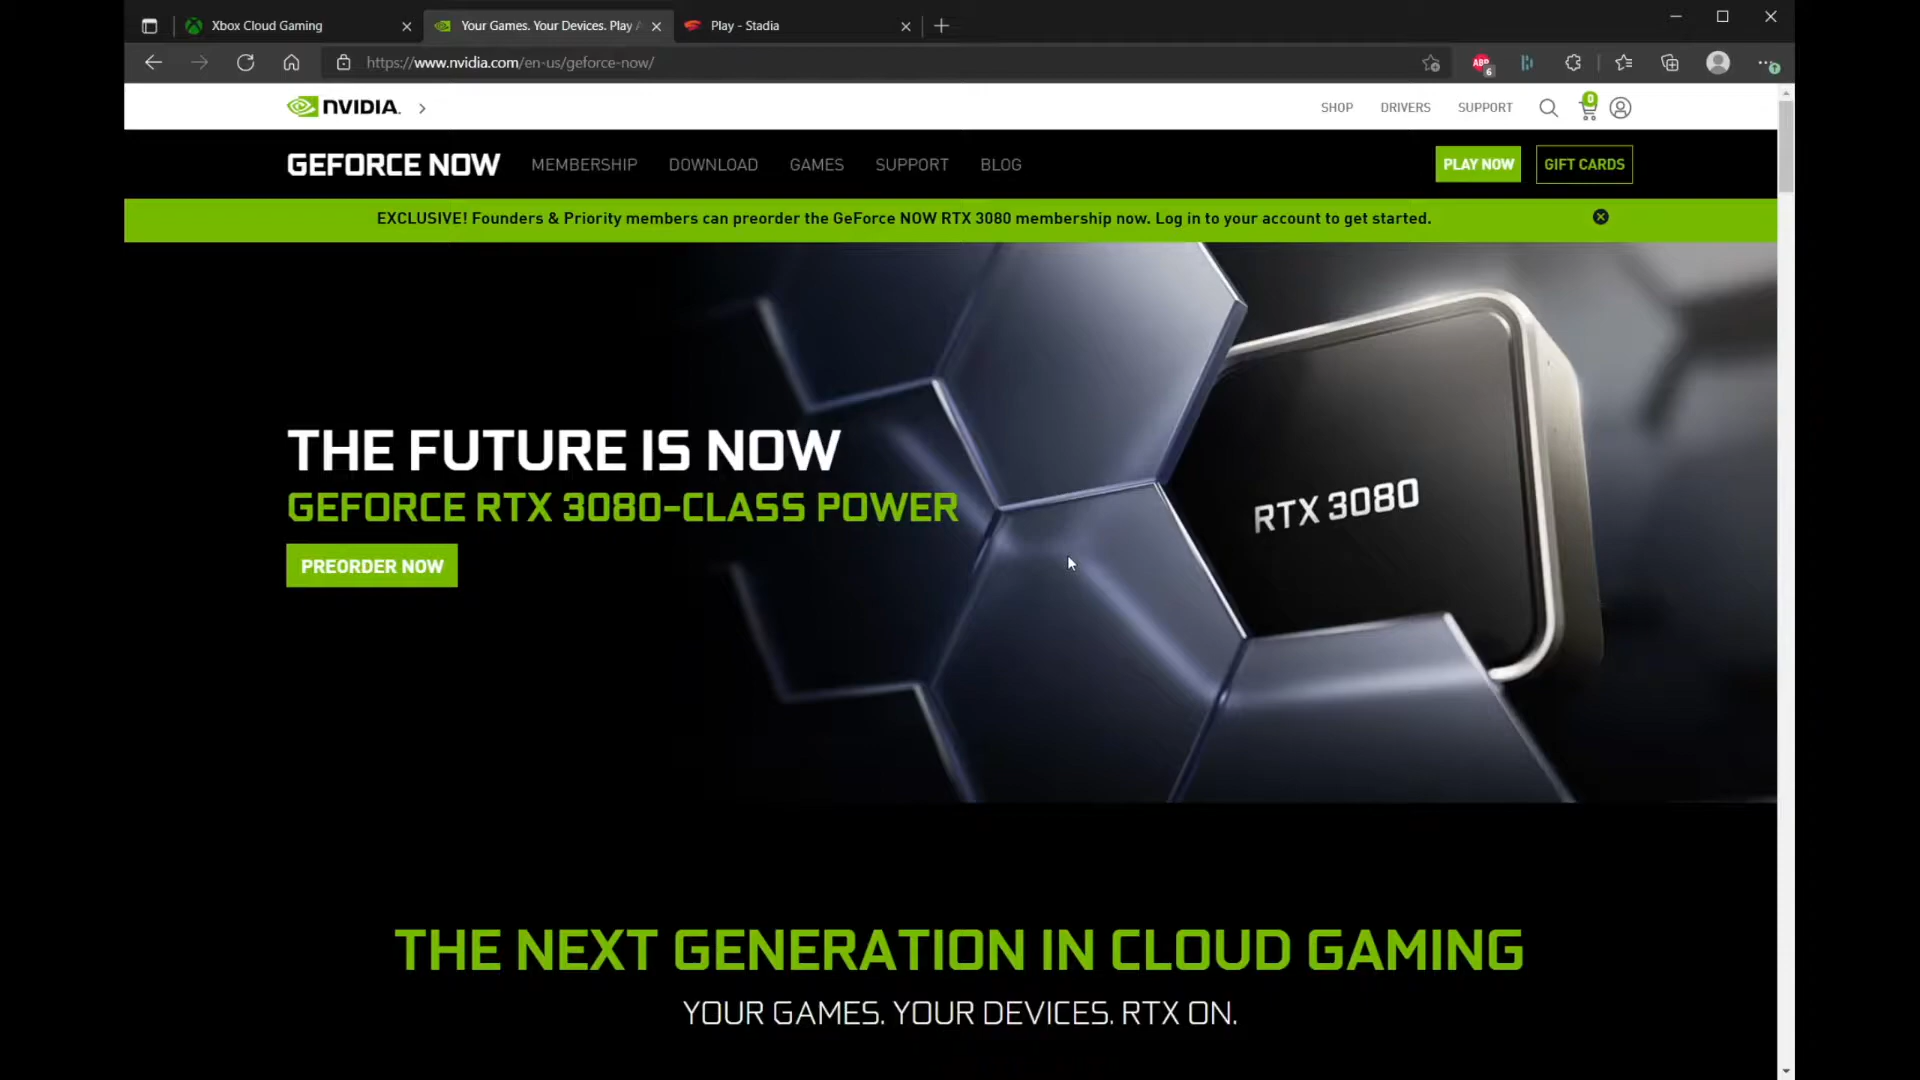 Xbox Cloud Gaming
Your Games. Your Devices. Play
Play - Stadia
https://www.nvidia.com/en-us/geforce-now/
ABP
6
NVIDIA.
SHOP
DRIVERS
SUPPORT
0
GEFORCE NOW
MEMBERSHIP
DOWNLOAD
GAMES
SUPPORT
BLOG
PLAY NOW
GIFT CARDS
EXCLUSIVE! Founders & Priority members can preorder the GeForce NOW RTX 3080 membership now. Log in to your account to get started.
THE FUTURE IS NOW
GEFORCE RTX 3080-CLASS POWER
RTX 3080
PREORDER NOW
THE NEXT GENERATION IN CLOUD GAMING
YOUR GAMES. YOUR DEVICES. RTX ON.